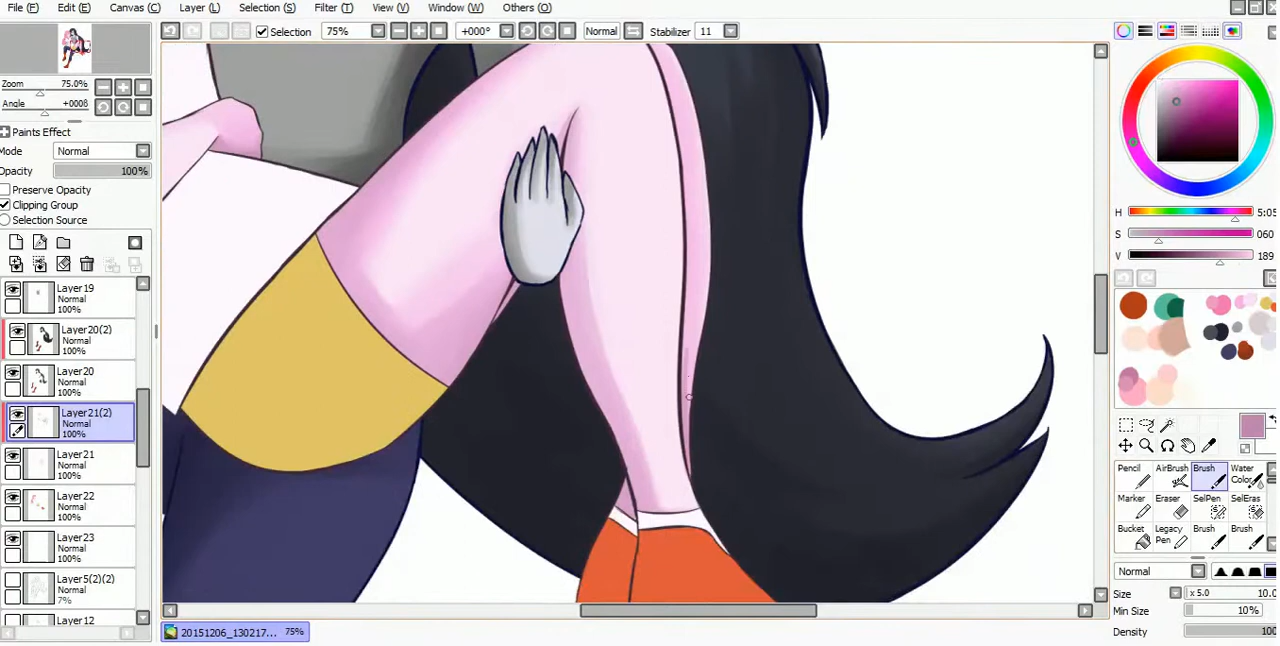 File (F) Edit (E) Canvas (C) Layer (L) Selection (S) Filter (T) View (V) Window (W) Others (O)
Selection 75% +000° Normal Stabilizer 11
Zoom 75.0%
Angle +000ß
Paints Effect
Mode Normal
Opacity 100%
Preserve Opacity
Clipping Group
Selection Source
Layer19
Normal
100%
Layer20(2)
Normal
100%
Layer20
Normal
100%
Layer21(2)
Normal
100%
Layer21
Normal
100%
Layer22
Normal
100%
Layer23
Normal
100%
Layer5(2)(2)
Normal
7%
Layer12
Normal
20151206_130217... 75%
H 5:05
S 060
V 189
Pencil AirBrush Brush Water Color
Marker Eraser SelPen SelEras
Bucket Legacy Pen Brush Brush
Normal
Size x 5.0 10.0
Min Size 10%
Density 100